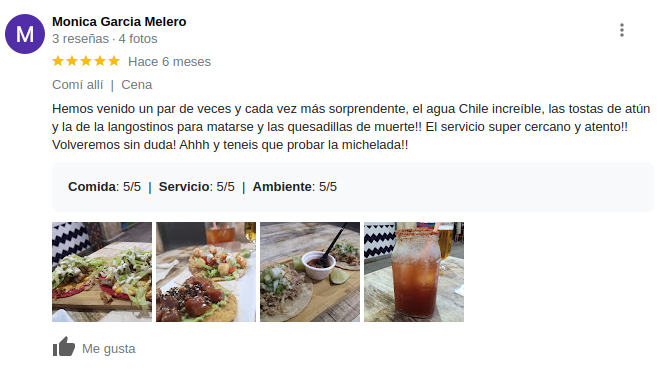 M
Monica Garcia Melero
3 reseñas · 4 fotos
Hace 6 meses
Comí allí | Cena
Hemos venido un par de veces y cada vez más sorprendente, el agua Chile increíble, las tostas de atún
y la de la langostinos para matarse y las quesadillas de muerte!! El servicio super cercano y atento!!
Volveremos sin duda! Ahhh y teneis que probar la michelada!!
Comida: 5/5 | Servicio: 5/5 | Ambiente: 5/5
Me gusta